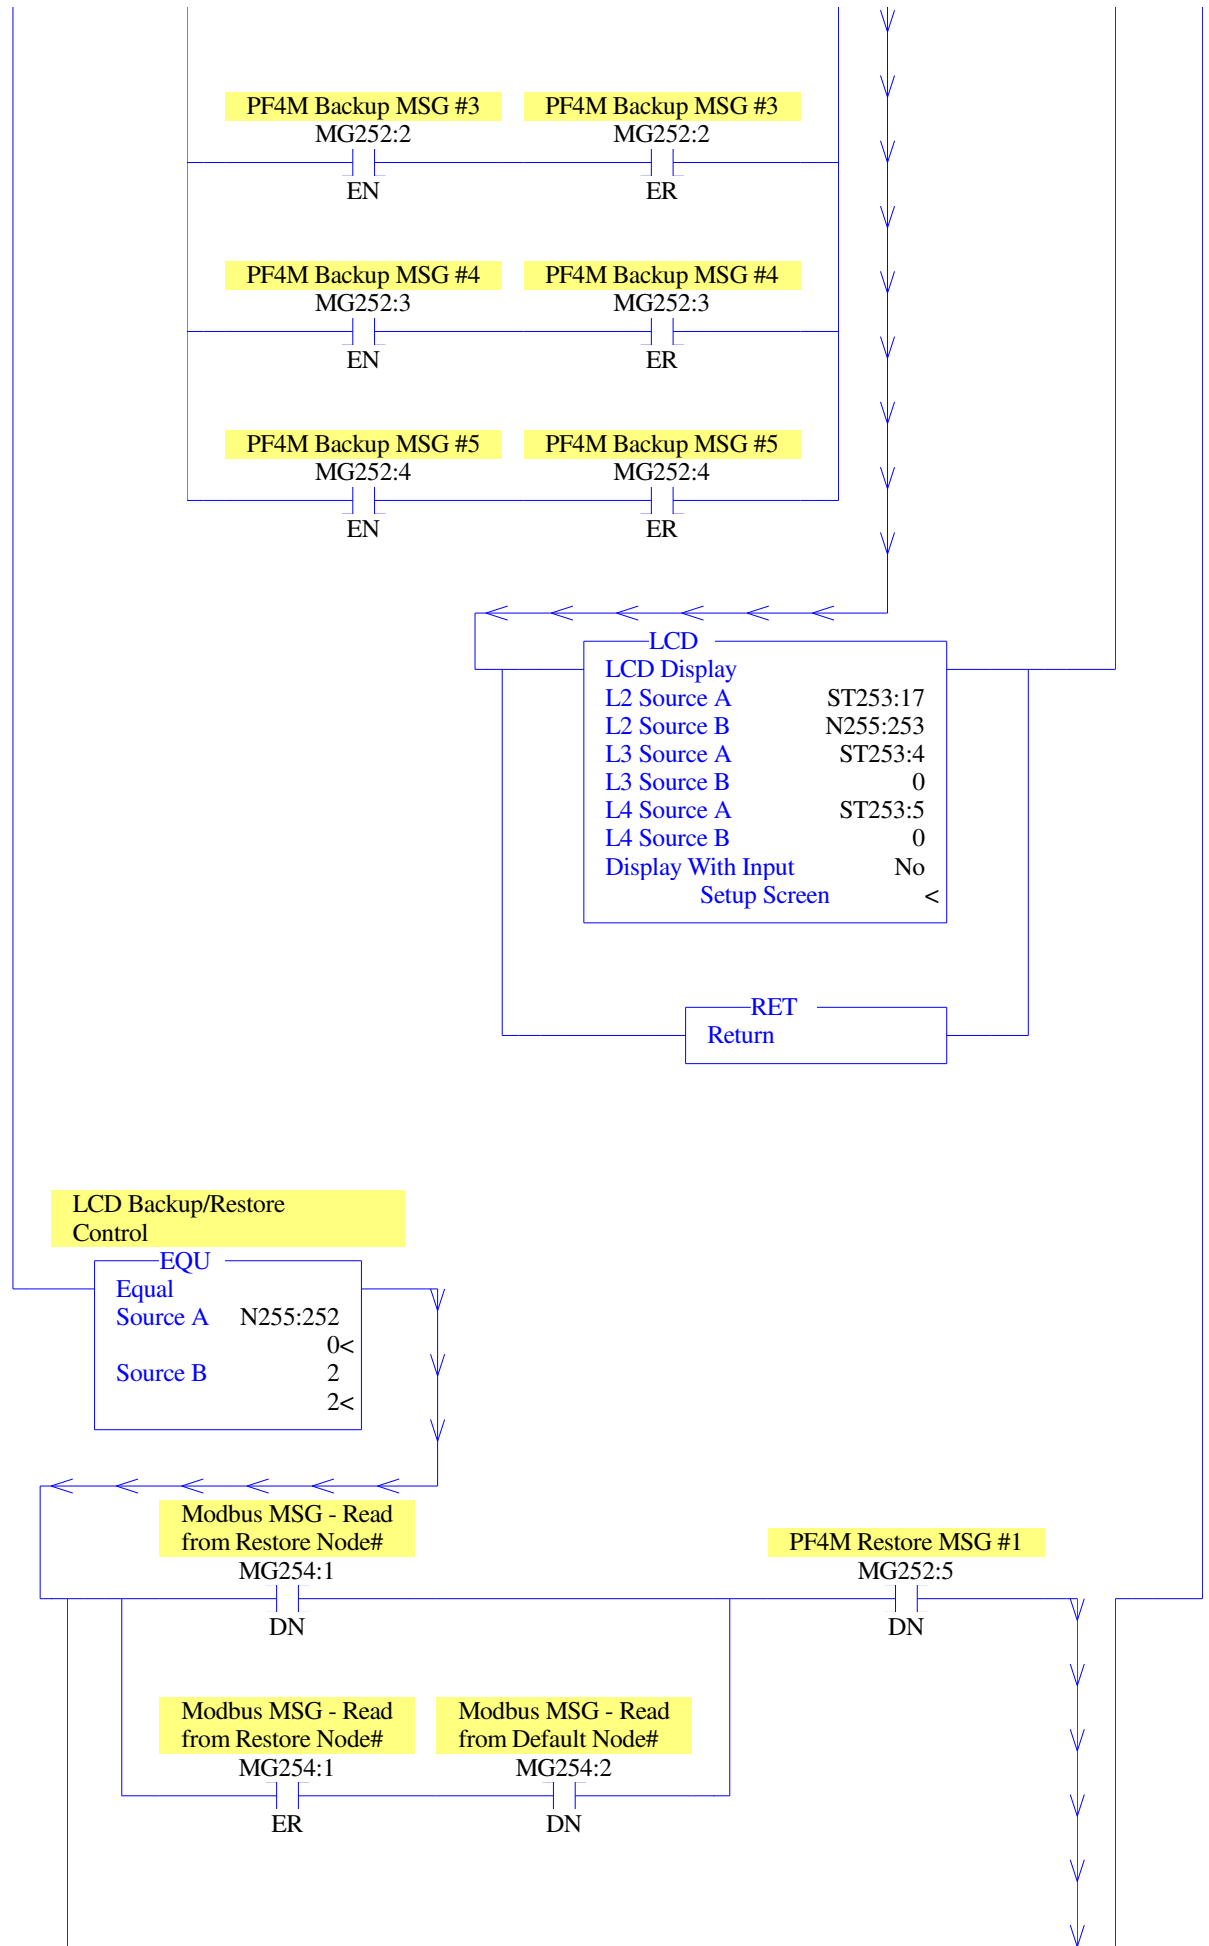 PF4M Backup MSG #3 PF4M Backup MSG #3
MG252:2 MG252:2
EN ER
PF4M Backup MSG #4 PF4M Backup MSG #4
MG252:3 MG252:3
EN ER
PF4M Backup MSG #5 PF4M Backup MSG #5
MG252:4 MG252:4
EN ER
LCD
LCD Display
L2 Source A ST253:17
L2 Source B N255:253
L3 Source A ST253:4
L3 Source B 0
L4 Source A ST253:5
L4 Source B 0
Display With Input No
Setup Screen <
RET
Return
LCD Backup/Restore
Control
EQU
Equal
Source A N255:252
0<
Source B 2
2<
Modbus MSG - Read
from Restore Node# PF4M Restore MSG #1
MG254:1 MG252:5
DN DN
Modbus MSG - Read Modbus MSG - Read
from Restore Node# from Default Node#
MG254:1 MG254:2
ER DN